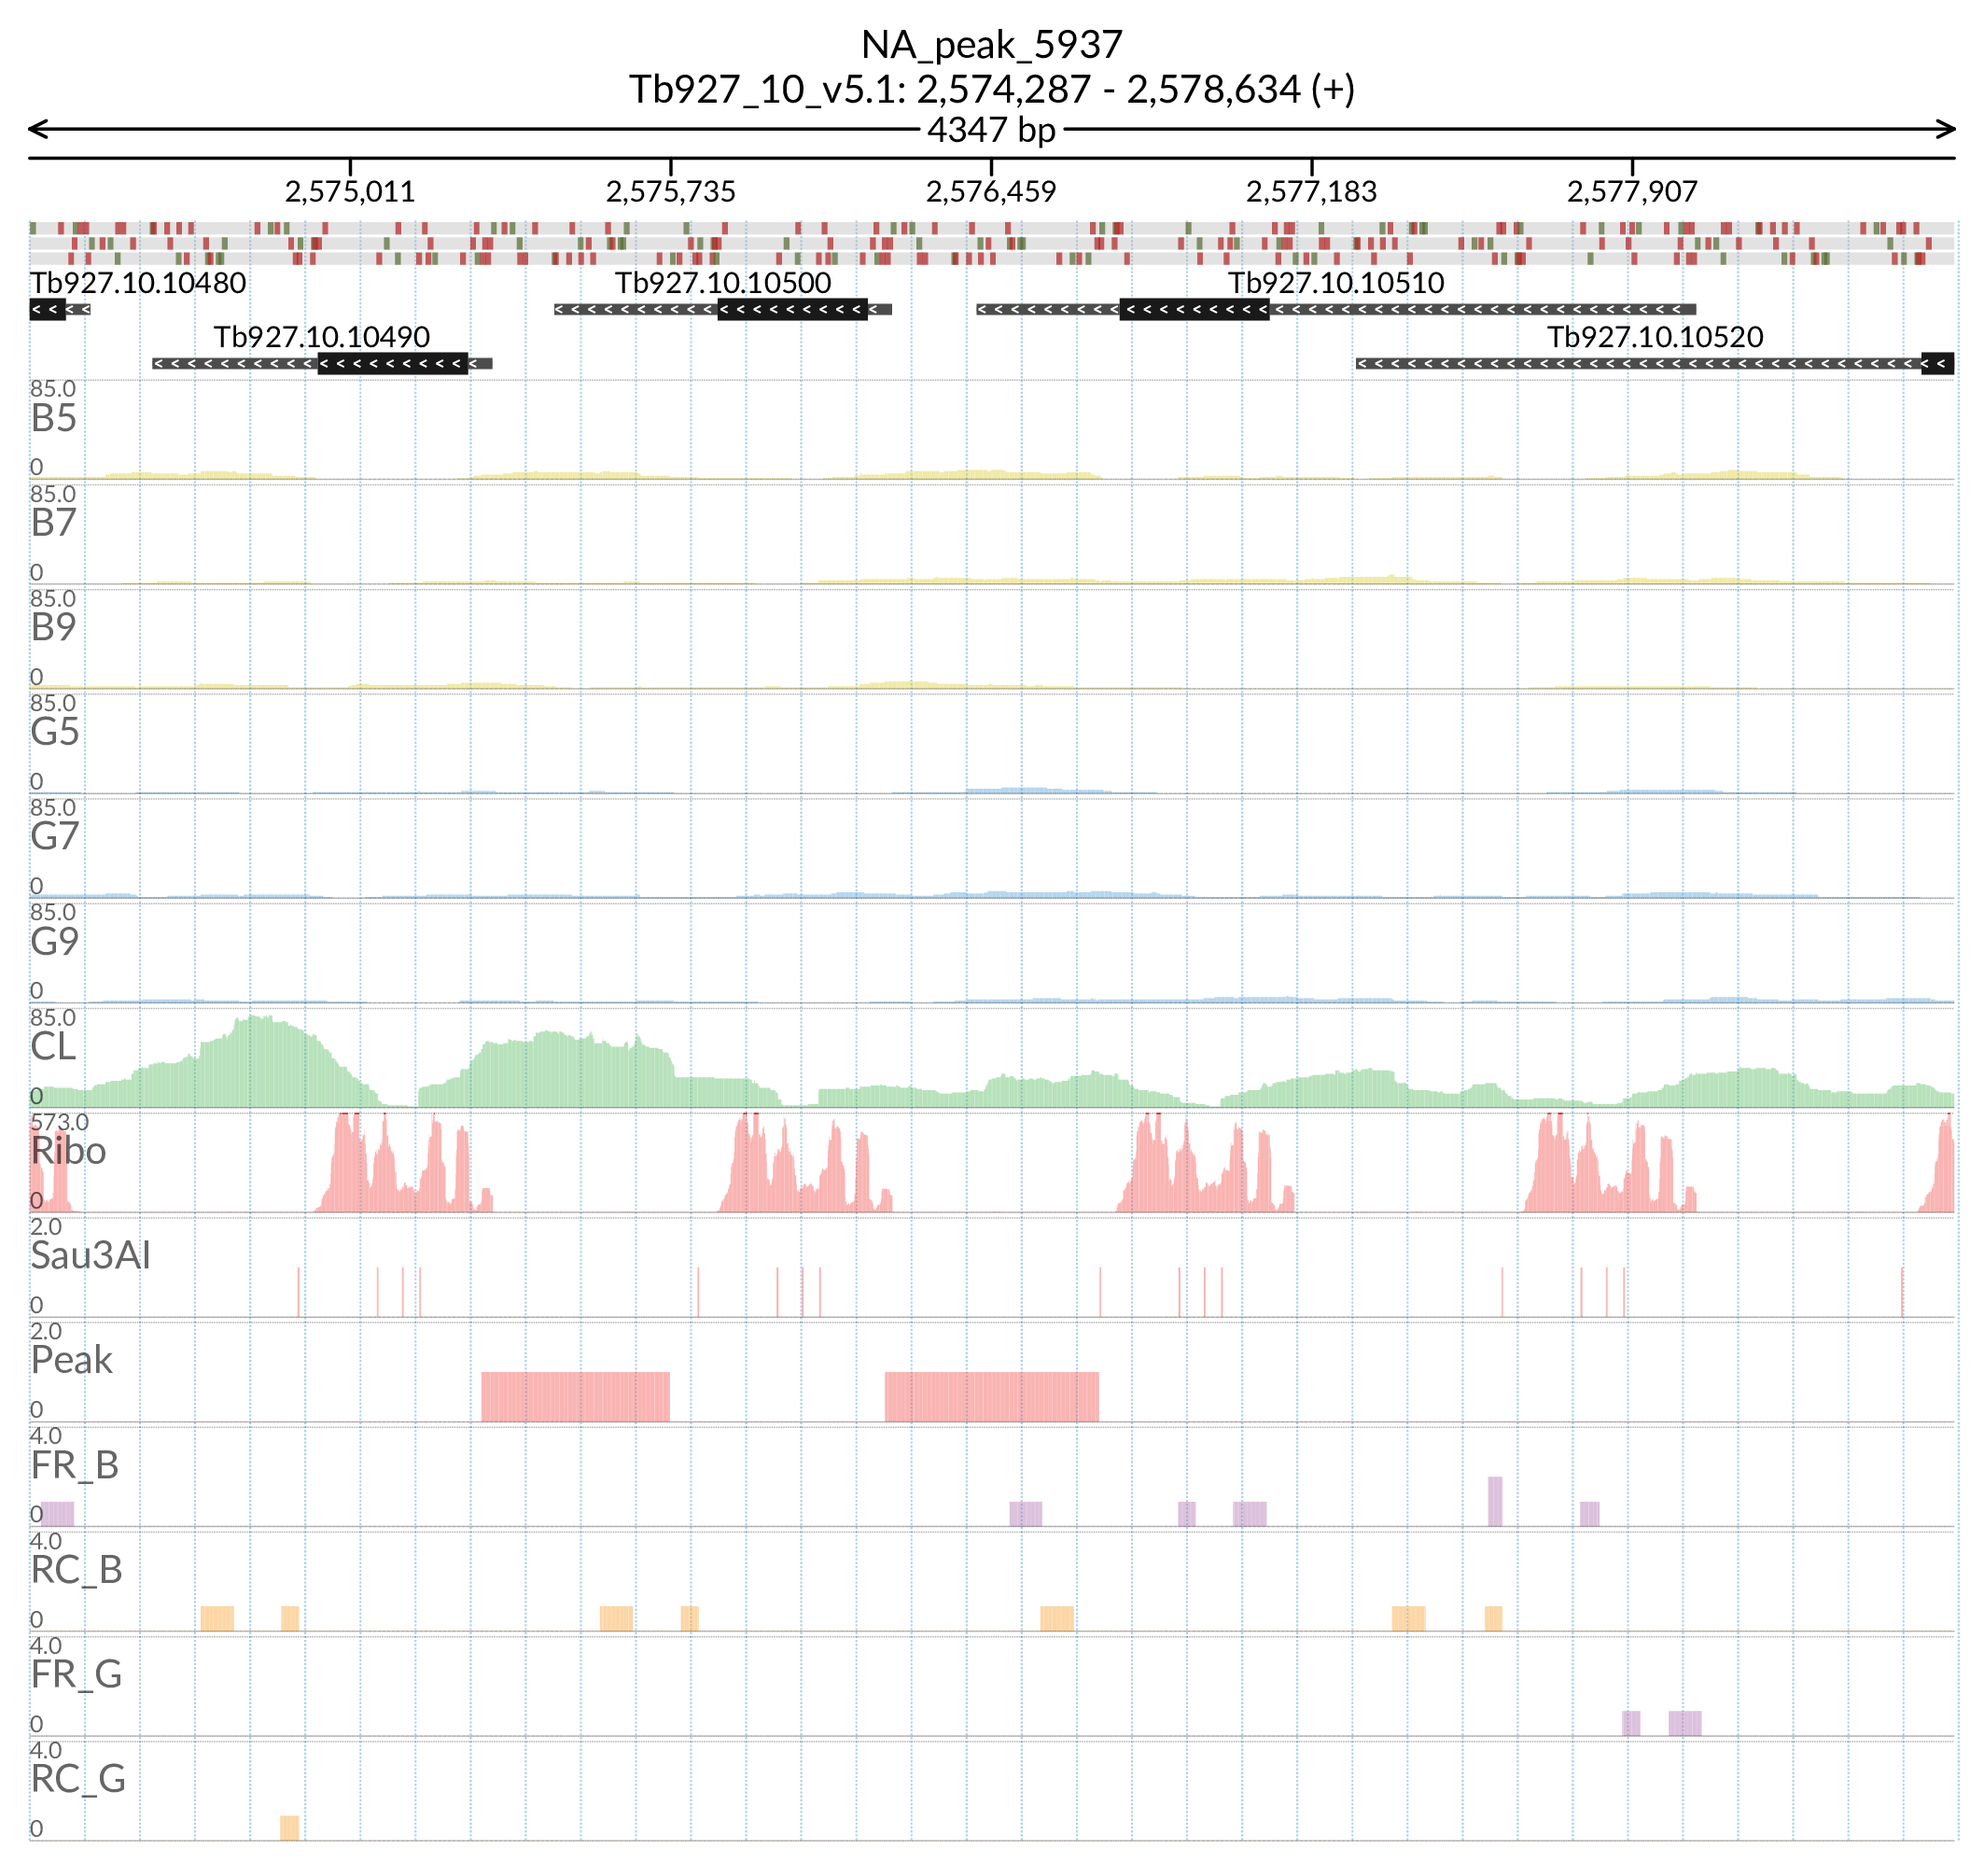 NA_peak_5937
Tb927_10_v5.1: 2,574,287 - 2,578,634 (+)
4347 bp
2,575,011 2,575,735 2,576,459 2,577,183 2,577,907
Tb927.10.10480 Tb927.10.10500 Tb927.10.10510
Tb927.10.10490 Tb927.10.10520
85.0
B5
0
85.0
B7
0
85.0
B9
0
85.0
G5
0
85.0
G7
0
85.0
G9
0
85.0
CL
0
573.0
Ribo
0
2.0
Sau3AI
0
2.0
Peak
0
4.0
FR_B
0
4.0
RC_B
0
4.0
FR_G
0
4.0
RC_G
0